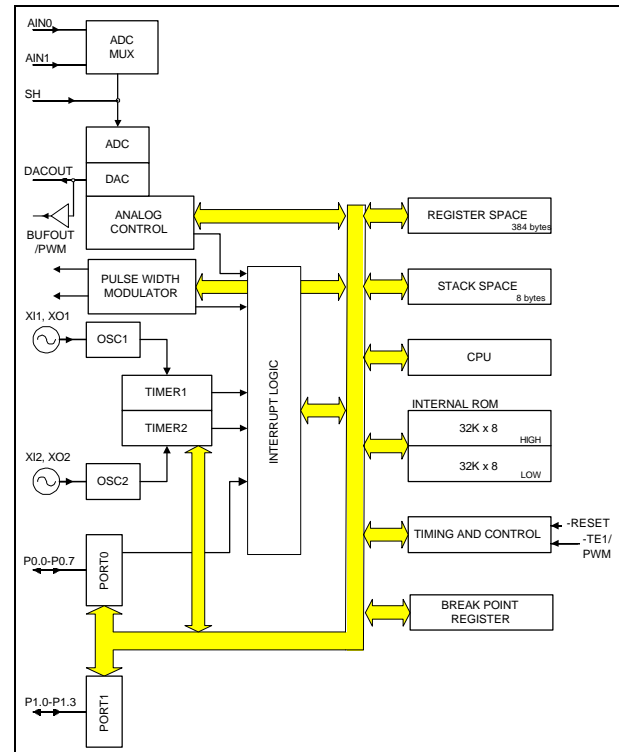 AIN0
ADC
MUX
AIN1
SH
ADC
DACOUT
DAC
ANALOG
CONTROL
BUFOUT
/PWM
REGISTER SPACE
384 bytes
PULSE WIDTH
MODULATOR
STACK SPACE
8 bytes
XI1, XO1
OSC1
CPU
TIMER1
TIMER2
INTERRUPT LOGIC
INTERNAL ROM
32K x 8
HIGH
32K x 8
LOW
XI2, XO2
OSC2
TIMING AND CONTROL
-RESET
-TE1/
PWM
P0.0-P0.7
PORT0
BREAK POINT
REGISTER
P1.0-P1.3
PORT1